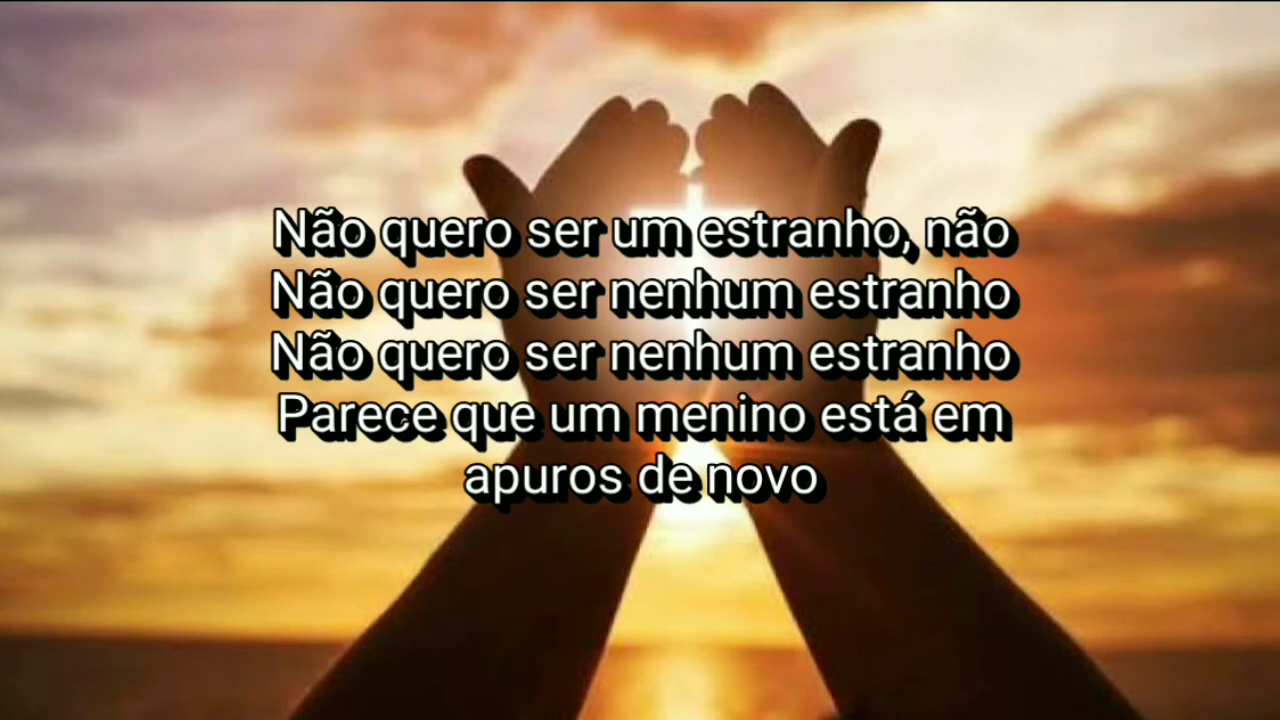 Não quero ser um estranho, não
Não quero ser nenhum estranho
Não quero ser nenhum estranho
Parece que um menino está em
apuros de novo